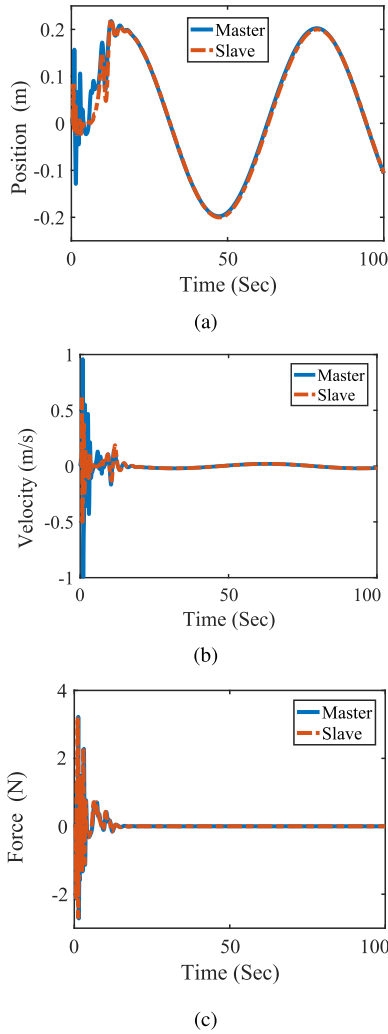 0.2
0.1
0
-0.1
-0.2
Position (m)
Master
Slave
0
50
100
Time (Sec)
(a)
1
0.5
0
-0.5
-1
Velocity (m/s)
Master
Slave
0
50
100
Time (Sec)
(b)
4
2
0
-2
Force (N)
Master
Slave
0
50
100
Time (Sec)
(c)